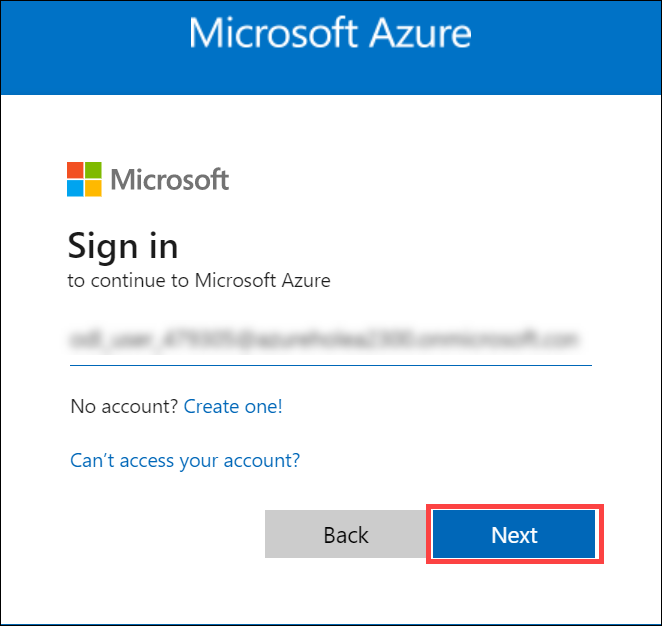 Microsoft Azure
Microsoft
Sign in
to continue to Microsoft Azure
No account? Create one!
Can't access your account?
Back
Next